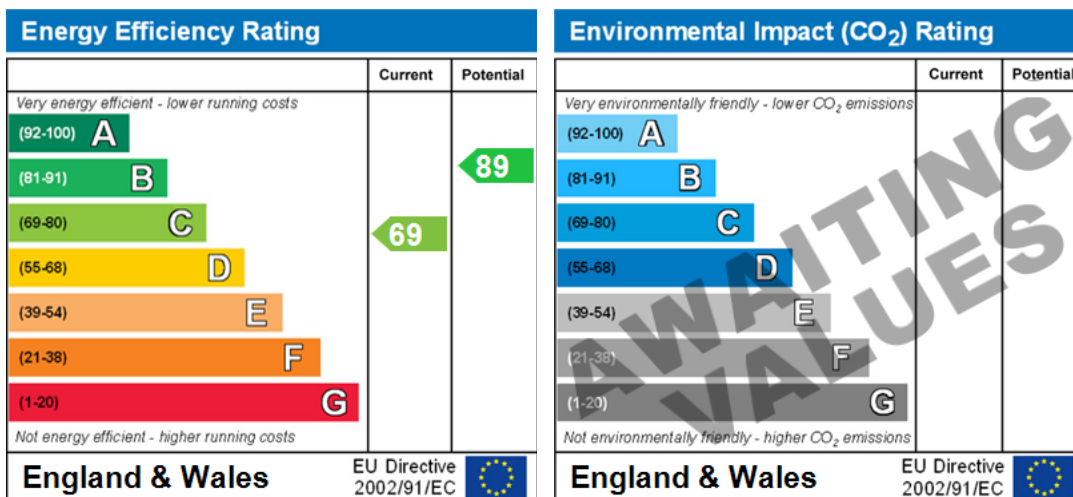 Energy Efficiency Rating
Current Potential
Very energy efficient - lower running costs
(92-100) A
(81-91) B
89
(69-80) C
69
(55-68) D
(39-54) E
(21-38) F
(1-20) G
Not energy efficient - higher running costs
England & Wales
EU Directive
2002/91/EC
Environmental Impact (CO₂) Rating
Current Potential
Very environmentally friendly - lower CO₂ emissions
(92-100) A
(81-91) B
(69-80) C
(55-68) D
(39-54) E
(21-38) F
(1-20) G
AWAITING
VALUES
Not environmentally friendly - higher CO₂ emissions
England & Wales
EU Directive
2002/91/EC